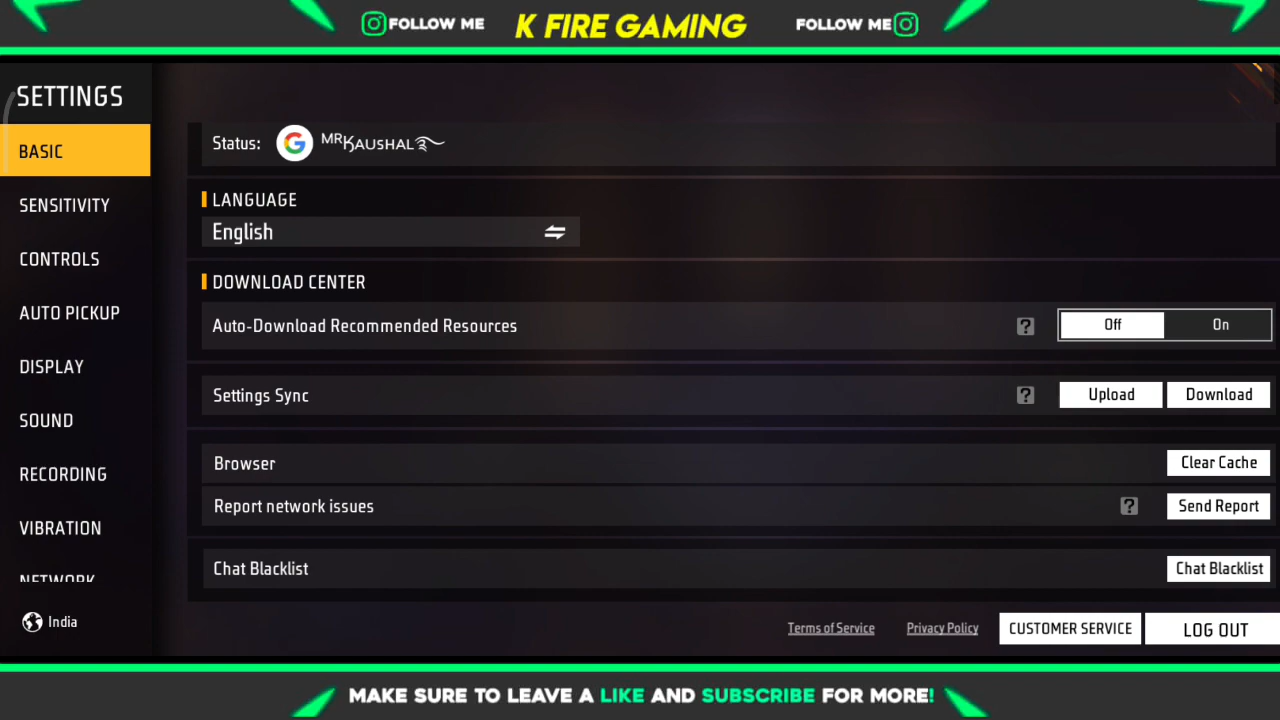 FOLLOW ME K FIRE GAMING FOLLOW ME
SETTINGS
BASIC
SENSITIVITY
CONTROLS
AUTO PICKUP
DISPLAY
SOUND
RECORDING
VIBRATION
NETWORK
India
Status: G ᴹᴿKAUSHAL
LANGUAGE
English
DOWNLOAD CENTER
Auto-Download Recommended Resources ? Off On
Settings Sync ? Upload Download
Browser Clear Cache
Report network issues ? Send Report
Chat Blacklist Chat Blacklist
Terms of Service Privacy Policy CUSTOMER SERVICE LOG OUT
MAKE SURE TO LEAVE A LIKE AND SUBSCRIBE FOR MORE!